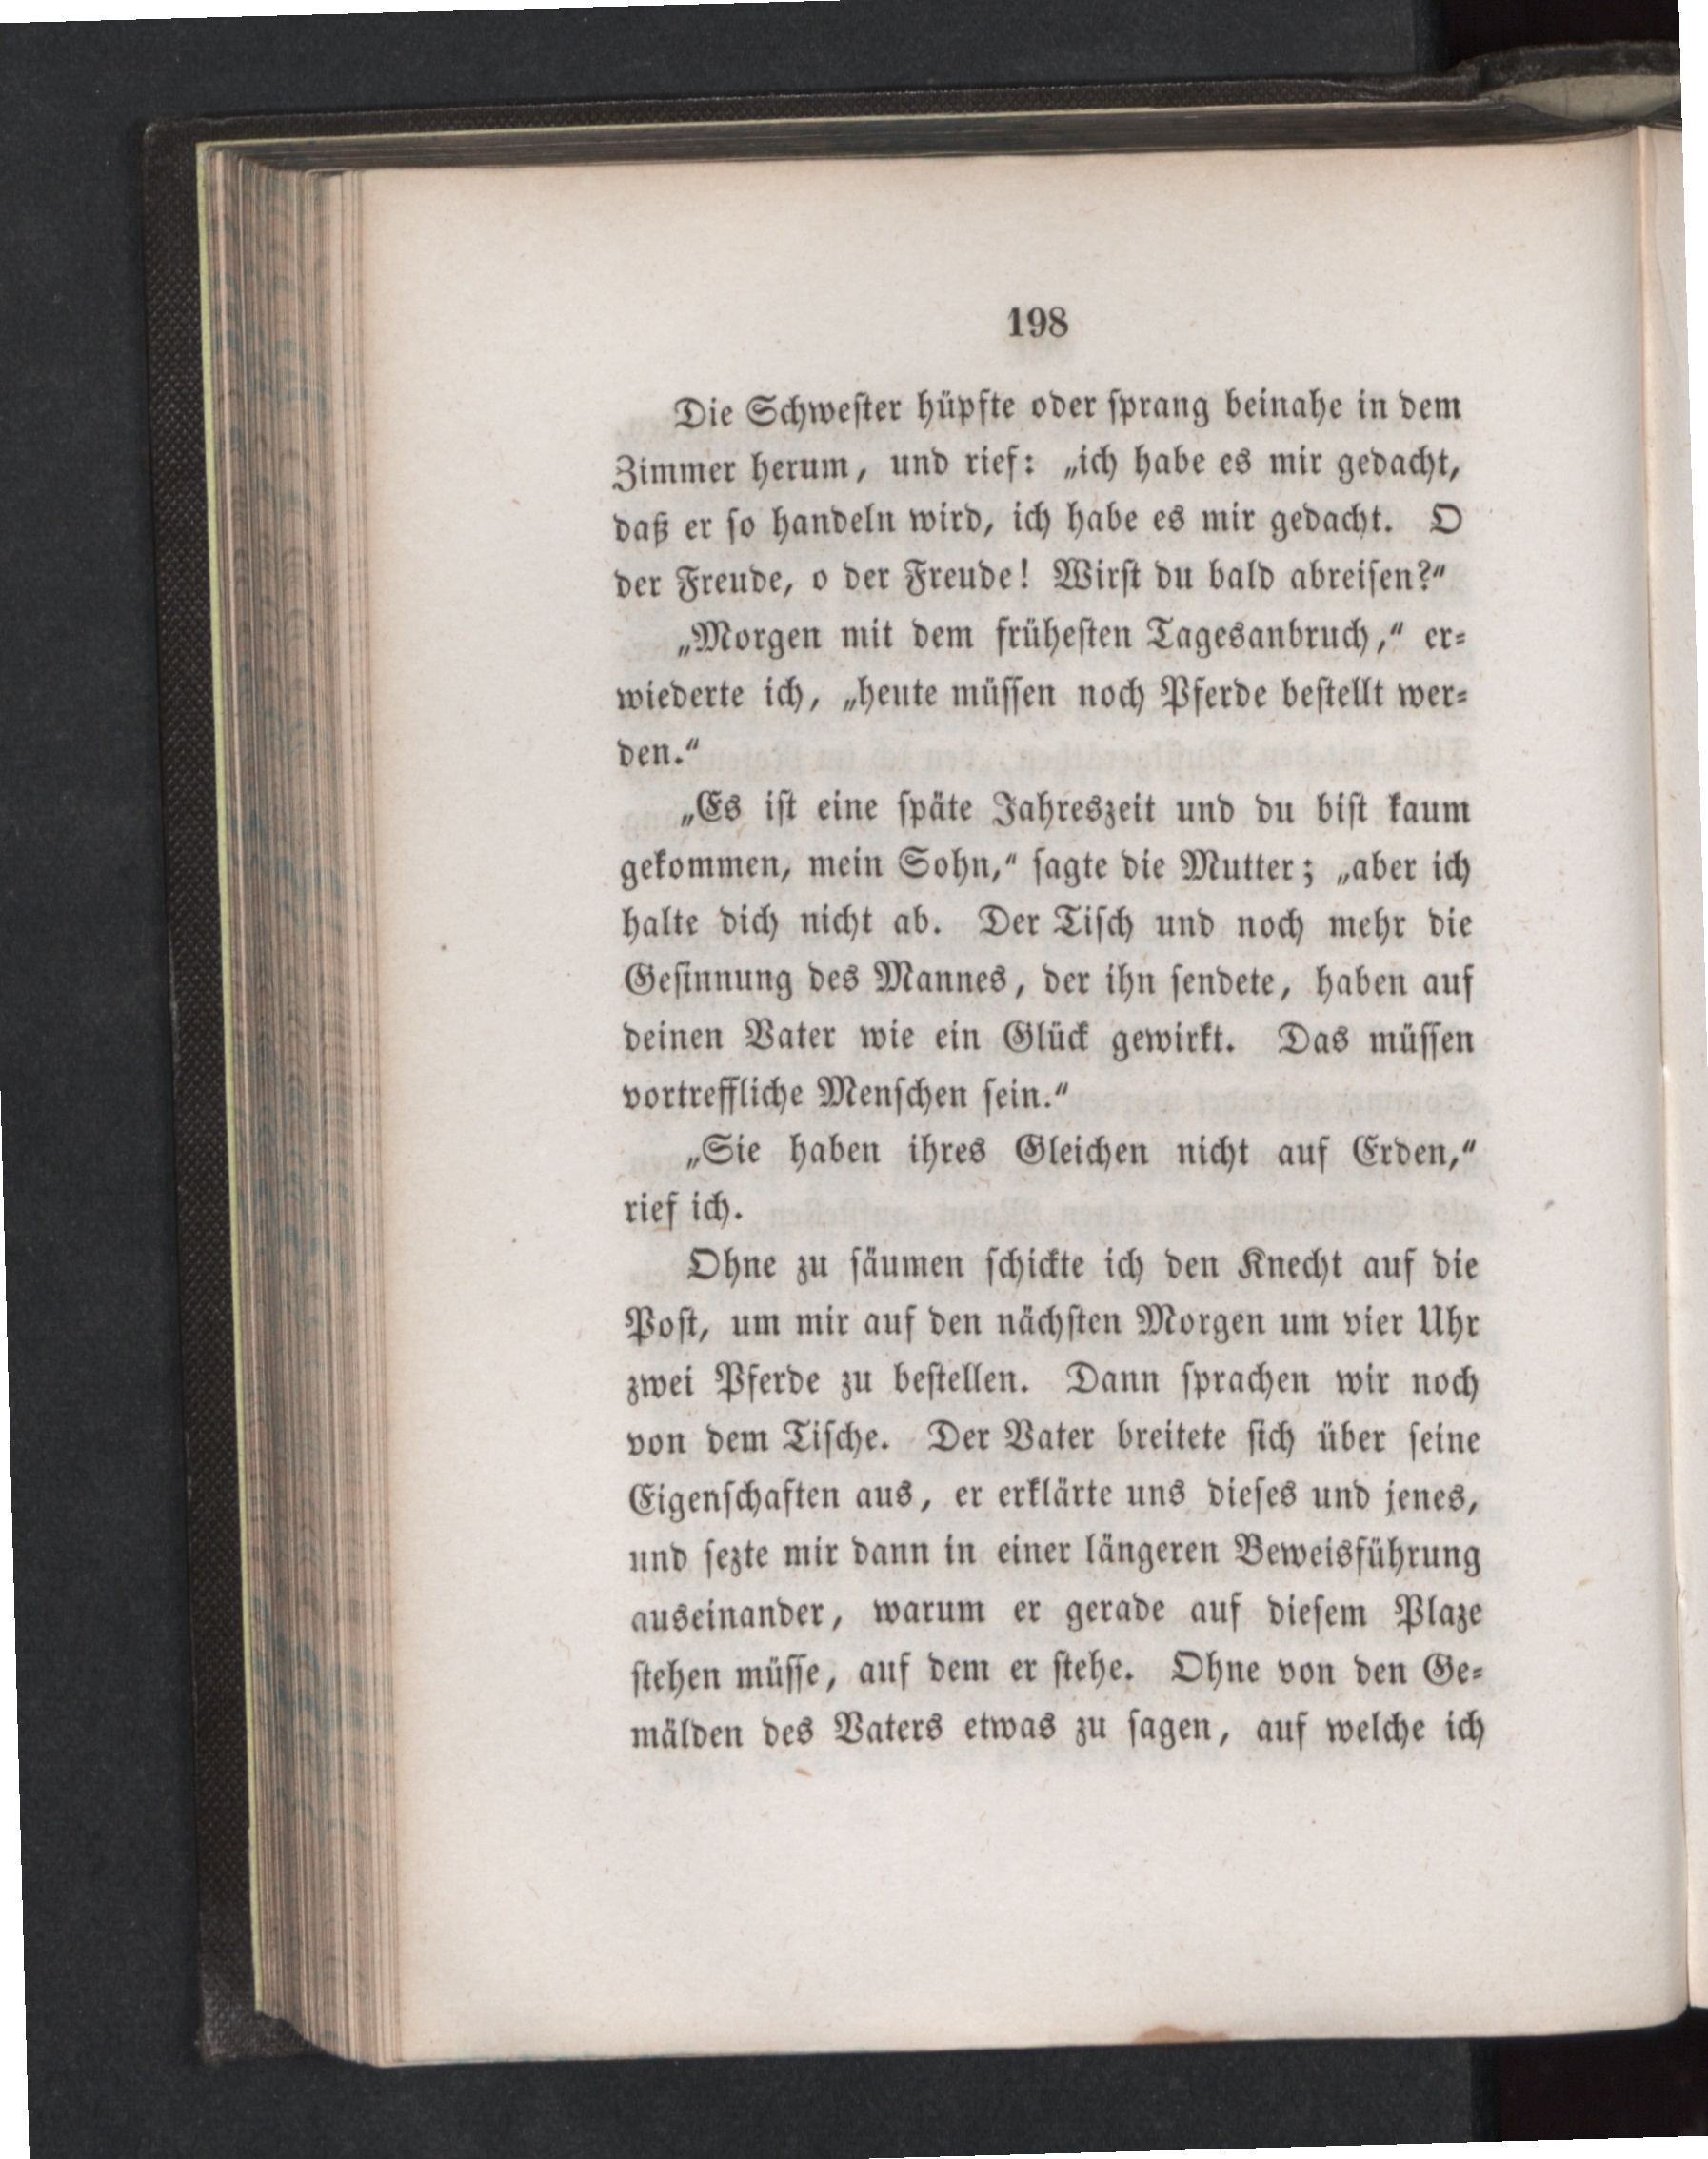 198
Die Schweſter hüpfte oder ſprang beinahe in dem
Zimmer herum, und rief: „ich habe es mir gedacht,
daß er ſo handeln wird, ich habe es mir gedacht. O
der Freude, o der Freude! Wirſt du bald abreiſen?“
„Morgen mit dem früheſten Tagesanbruch,“ er⸗
wiederte ich, „heute müſſen noch Pferde beſtellt wer⸗
den.“
„Es iſt eine ſpäte Jahreszeit und du biſt kaum
gekommen, mein Sohn,“ ſagte die Mutter; „aber ich
halte dich nicht ab. Der Tiſch und noch mehr die
Geſinnung des Mannes, der ihn ſendete, haben auf
deinen Vater wie ein Glück gewirkt. Das müſſen
vortreffliche Menſchen ſein.“
„Sie haben ihres Gleichen nicht auf Erden,“
rief ich.
Ohne zu ſäumen ſchickte ich den Knecht auf die
Poſt, um mir auf den nächſten Morgen um vier Uhr
zwei Pferde zu beſtellen. Dann ſprachen wir noch
von dem Tiſche. Der Vater breitete ſich über ſeine
Eigenſchaften aus, er erklärte uns dieſes und jenes,
und ſezte mir dann in einer längeren Beweisführung
auseinander, warum er gerade auf dieſem Plaze
ſtehen müſſe, auf dem er ſtehe. Ohne von den Ge⸗
mälden des Vaters etwas zu ſagen, auf welche ich